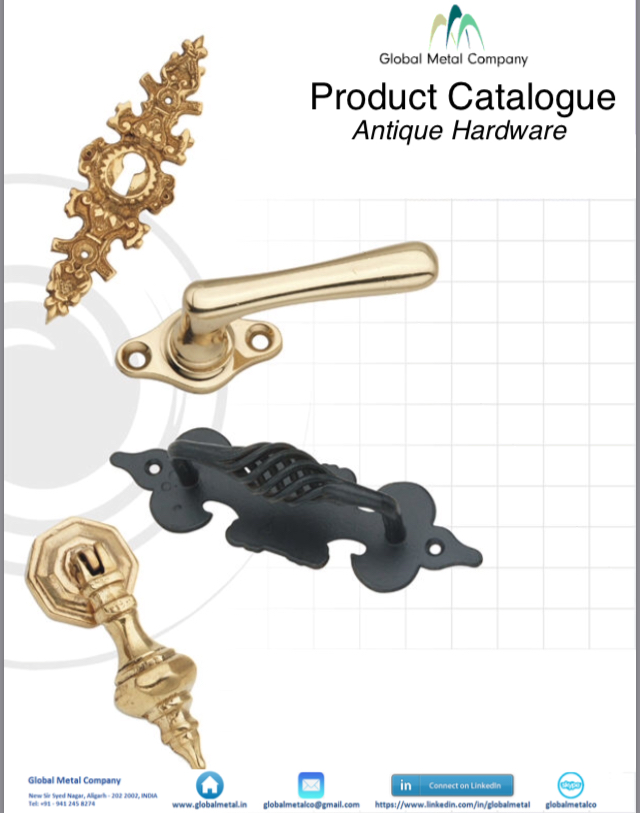 Global Metal Company
Product Catalogue
Antique Hardware
Global Metal Company
New Sir Syed Nagar, Aligarh - 202 2002, INDIA
Tel: +91 - 941 245 8274
www.globalmetal.in
globalmetalco@gmail.com
in Connect on LinkedIn
https://www.linkedin.com/in/globalmetal
skype
globalmetalco